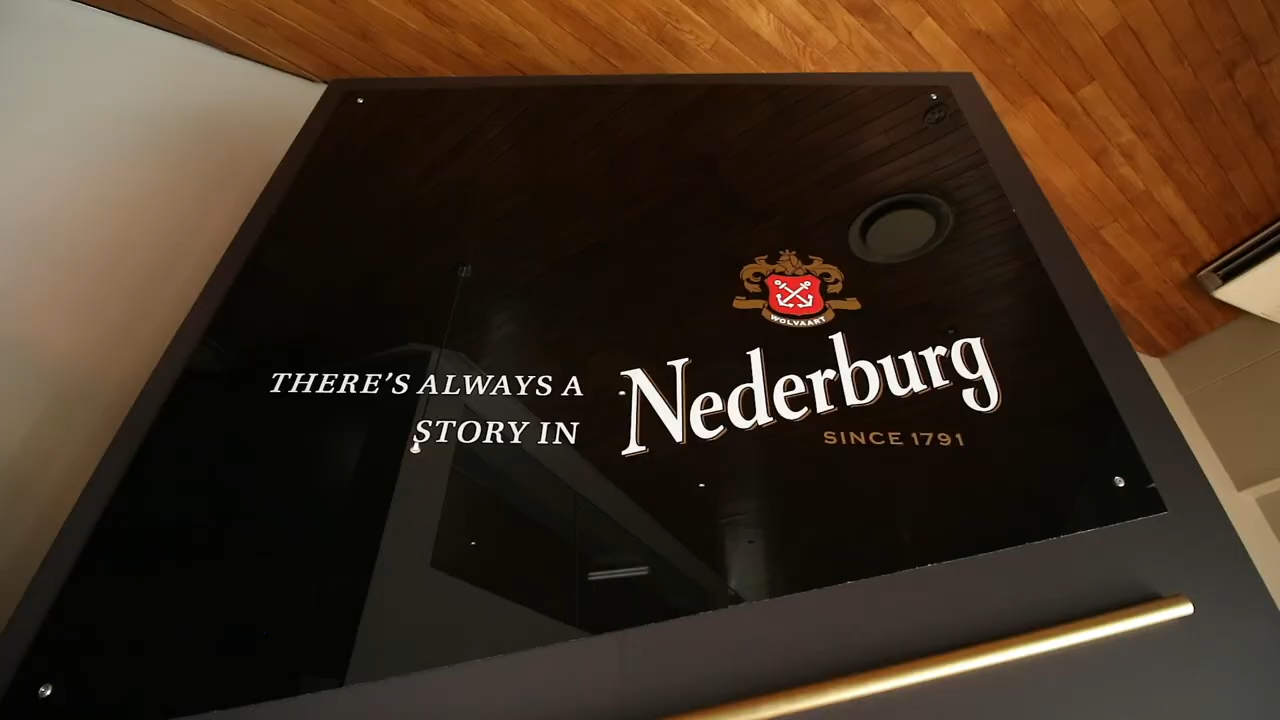 WOLVAART
THERE'S ALWAYS A
STORY IN
Nederburg
SINCE 1791